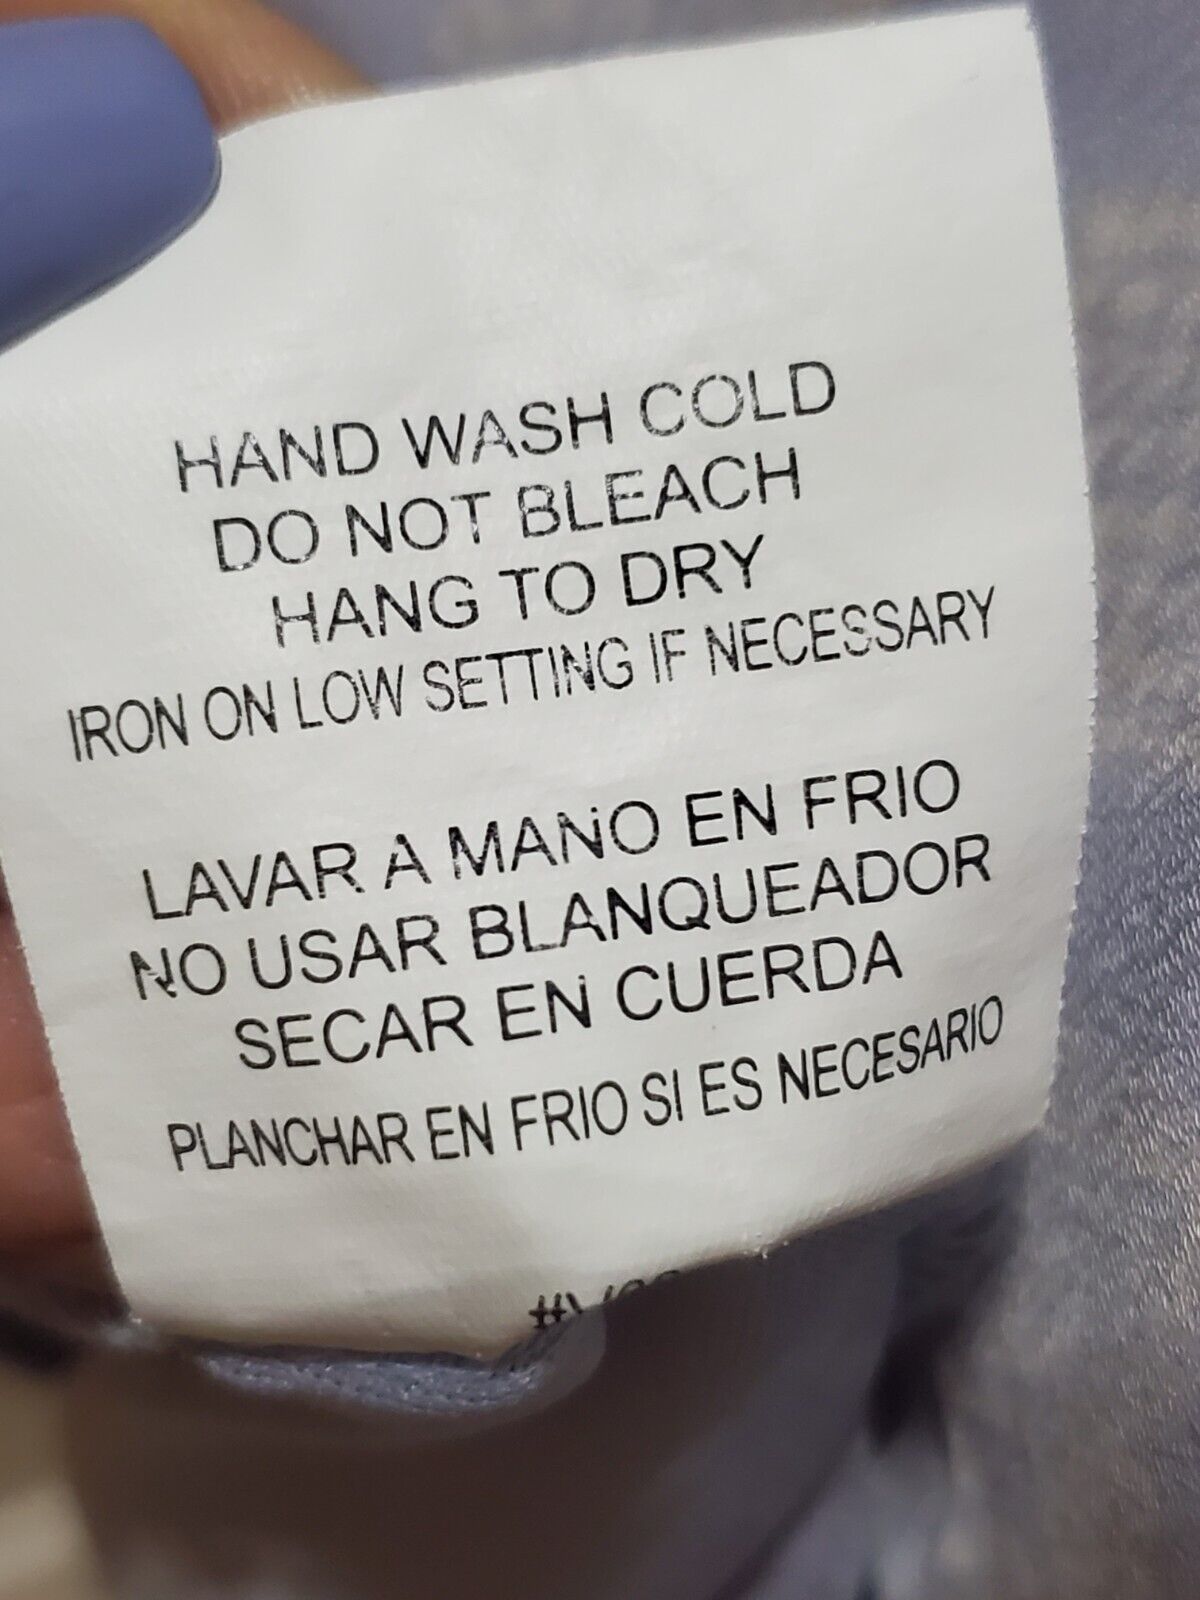 HAND WASH COLD
DO NOT BLEACH
HANG TO DRY
IRON ON LOW SETTING IF NECESSARY
LAVAR A MANO EN FRIO
NO USAR BLANQUEADOR
SECAR EN CUERDA
PLANCHAR EN FRIO SI ES NECESARIO